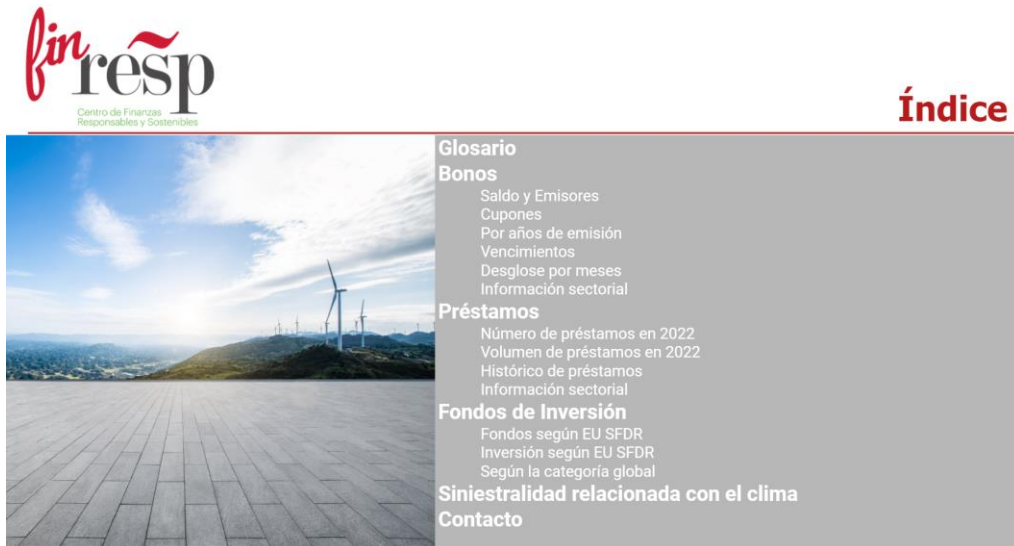 fin
resp
Centro de Finanzas
Responsables y Sostenibles
Índice
Glosario
Bonos
Saldo y Emisores
Cupones
Por años de emisión
Vencimientos
Desglose por meses
Información sectorial
Préstamos
Número de préstamos en 2022
Volumen de préstamos en 2022
Histórico de préstamos
Información sectorial
Fondos de Inversión
Fondos según EU SFDR
Inversión según EU SFDR
Según la categoría global
Siniestralidad relacionada con el clima
Contacto